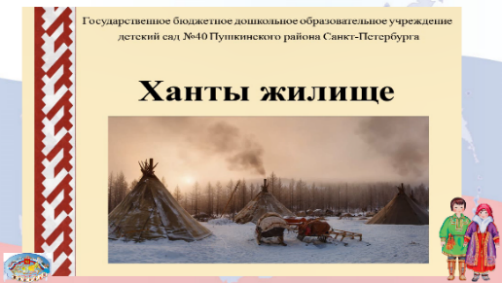 Государственное бюджетное дошкольное образовательное учреждение
детский сад №40 Пушкинского района Санкт-Петербурга
Ханты жилище